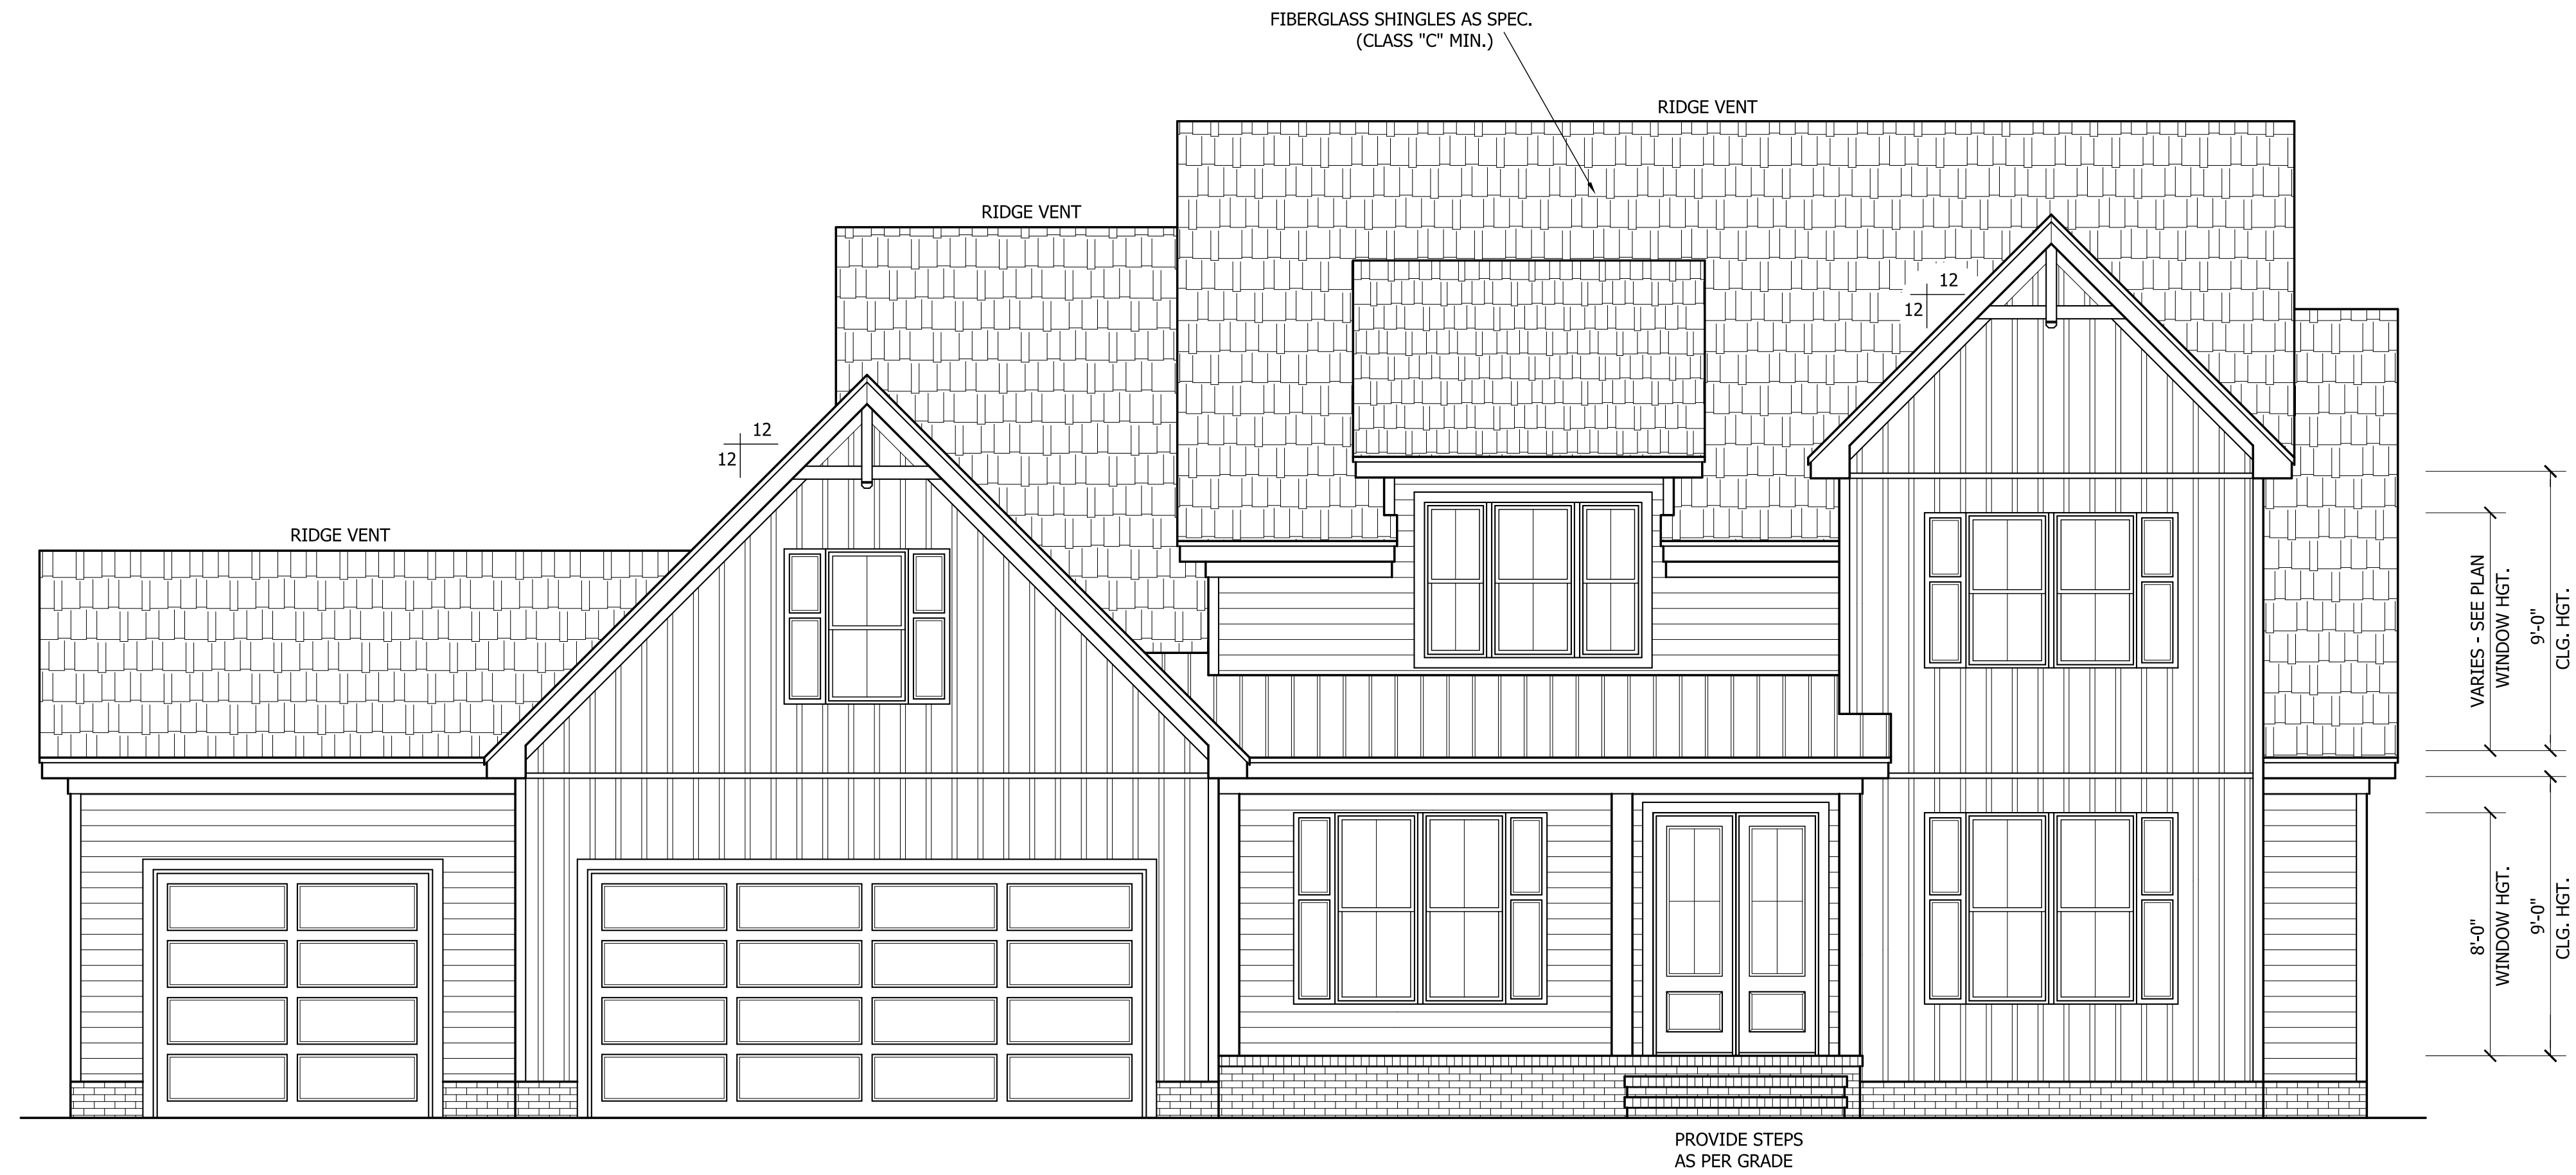 FIBERGLASS SHINGLES AS SPEC.
(CLASS "C" MIN.)
RIDGE VENT
RIDGE VENT
12
12
12
12
RIDGE VENT
VARIES - SEE PLAN
WINDOW HGT.
9'-0"
CLG. HGT.
8'-0"
WINDOW HGT.
9'-0"
CLG. HGT.
PROVIDE STEPS
AS PER GRADE